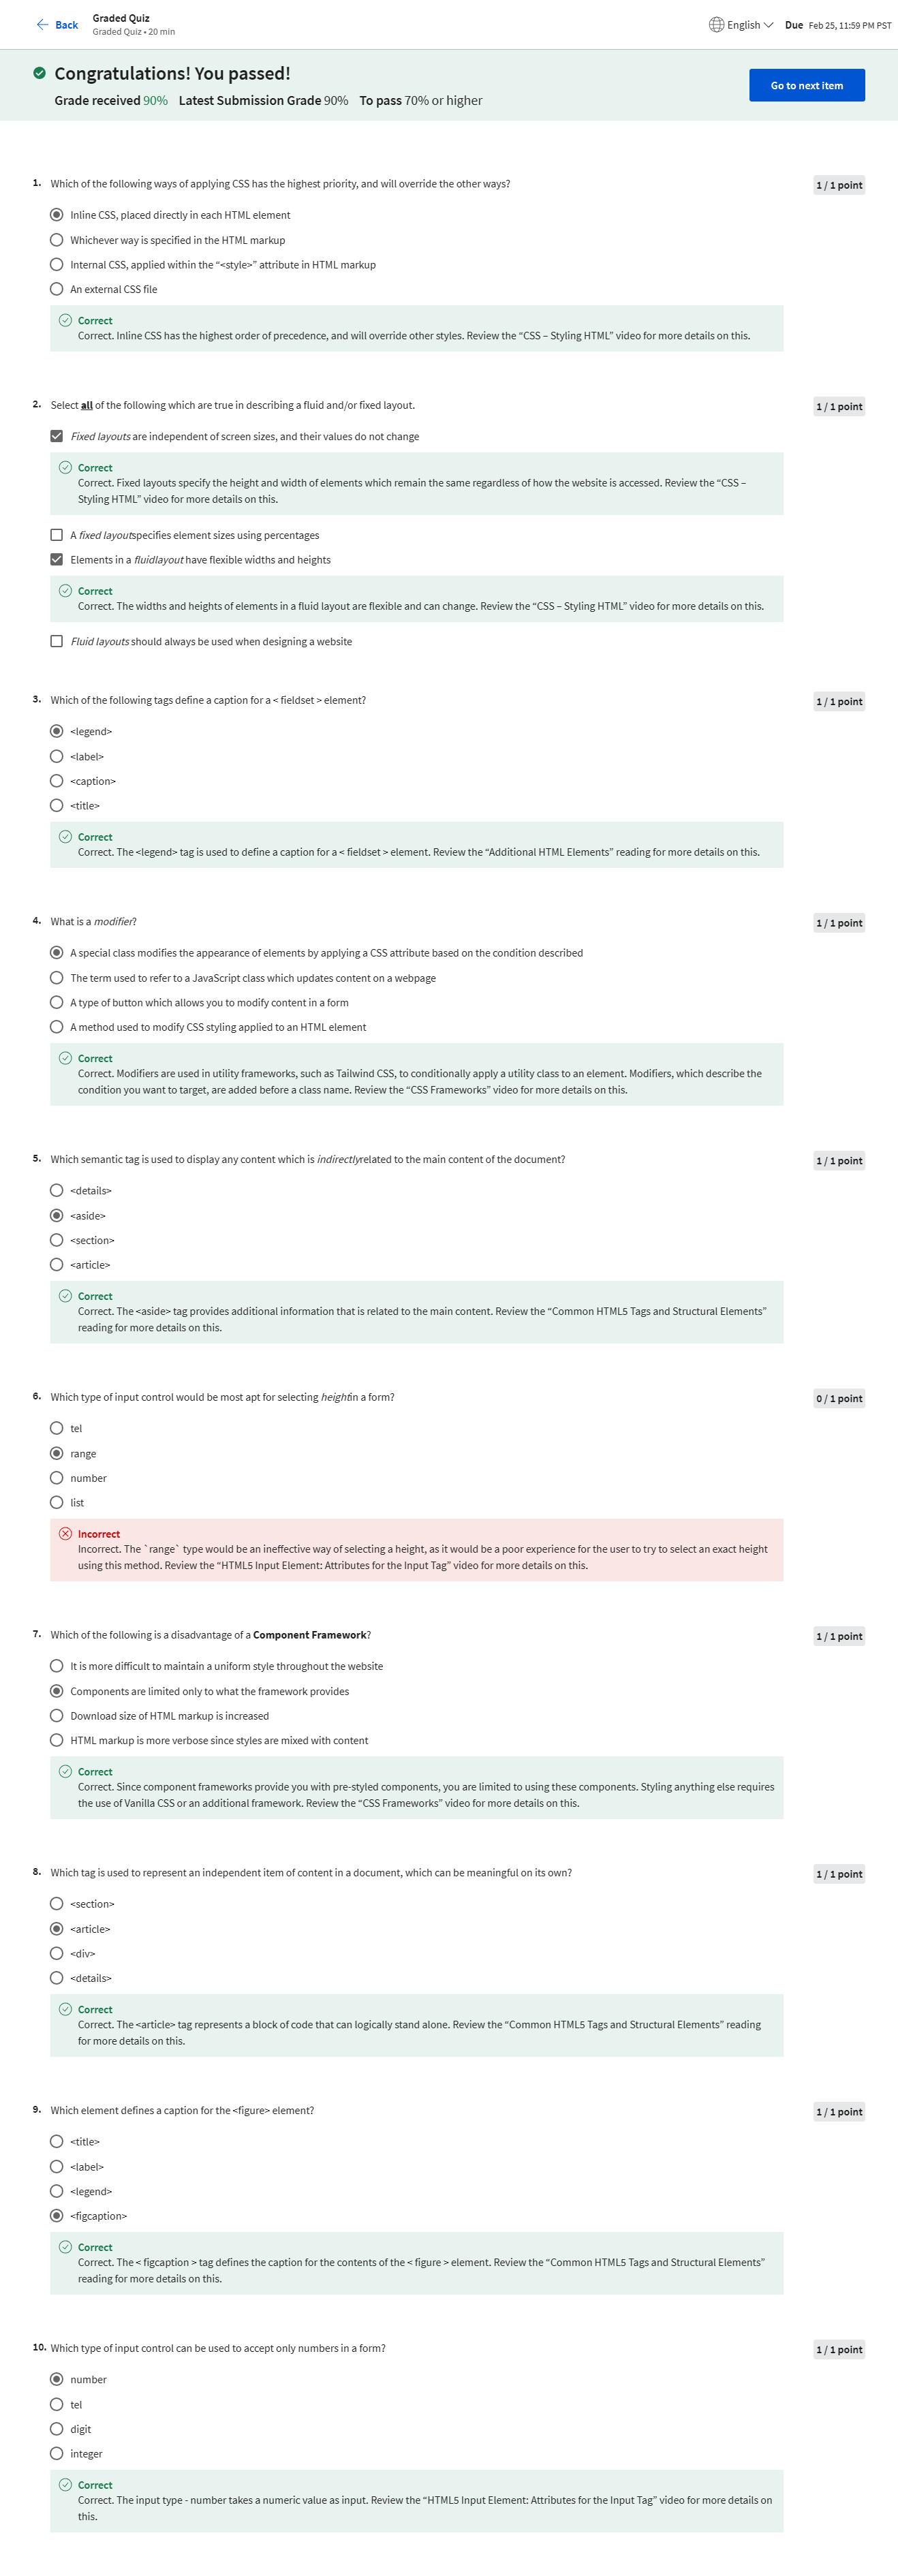 Back
Graded Quiz
Graded Quiz • 20 min
English
Due Feb 25, 11:59 PM PST
Congratulations! You passed!
Grade received 90% Latest Submission Grade 90% To pass 70% or higher
Go to next item
1. Which of the following ways of applying CSS has the highest priority, and will override the other ways?
1 / 1 point
Inline CSS, placed directly in each HTML element
Whichever way is specified in the HTML markup
Internal CSS, applied within the “<style>” attribute in HTML markup
An external CSS file
Correct
Correct. Inline CSS has the highest order of precedence, and will override other styles. Review the “CSS – Styling HTML” video for more details on this.
2. Select all of the following which are true in describing a fluid and/or fixed layout.
1 / 1 point
Fixed layouts are independent of screen sizes, and their values do not change
Correct
Correct. Fixed layouts specify the height and width of elements which remain the same regardless of how the website is accessed. Review the “CSS –
Styling HTML” video for more details on this.
A fixed layoutspecifies element sizes using percentages
Elements in a fluidlayout have flexible widths and heights
Correct
Correct. The widths and heights of elements in a fluid layout are flexible and can change. Review the “CSS – Styling HTML” video for more details on this.
Fluid layouts should always be used when designing a website
3. Which of the following tags define a caption for a < fieldset > element?
1 / 1 point
<legend>
<label>
<caption>
<title>
Correct
Correct. The <legend> tag is used to define a caption for a < fieldset > element. Review the “Additional HTML Elements” reading for more details on this.
4. What is a modifier?
1 / 1 point
A special class modifies the appearance of elements by applying a CSS attribute based on the condition described
The term used to refer to a JavaScript class which updates content on a webpage
A type of button which allows you to modify content in a form
A method used to modify CSS styling applied to an HTML element
Correct
Correct. Modifiers are used in utility frameworks, such as Tailwind CSS, to conditionally apply a utility class to an element. Modifiers, which describe the
condition you want to target, are added before a class name. Review the “CSS Frameworks” video for more details on this.
5. Which semantic tag is used to display any content which is indirectlyrelated to the main content of the document?
1 / 1 point
<details>
<aside>
<section>
<article>
Correct
Correct. The <aside> tag provides additional information that is related to the main content. Review the “Common HTML5 Tags and Structural Elements”
reading for more details on this.
6. Which type of input control would be most apt for selecting heightin a form?
0 / 1 point
tel
range
number
list
Incorrect
Incorrect. The `range` type would be an ineffective way of selecting a height, as it would be a poor experience for the user to try to select an exact height
using this method. Review the “HTML5 Input Element: Attributes for the Input Tag” video for more details on this.
7. Which of the following is a disadvantage of a Component Framework?
1 / 1 point
It is more difficult to maintain a uniform style throughout the website
Components are limited only to what the framework provides
Download size of HTML markup is increased
HTML markup is more verbose since styles are mixed with content
Correct
Correct. Since component frameworks provide you with pre-styled components, you are limited to using these components. Styling anything else requires
the use of Vanilla CSS or an additional framework. Review the “CSS Frameworks” video for more details on this.
8. Which tag is used to represent an independent item of content in a document, which can be meaningful on its own?
1 / 1 point
<section>
<article>
<div>
<details>
Correct
Correct. The <article> tag represents a block of code that can logically stand alone. Review the “Common HTML5 Tags and Structural Elements” reading
for more details on this.
9. Which element defines a caption for the <figure> element?
1 / 1 point
<title>
<label>
<legend>
<figcaption>
Correct
Correct. The < figcaption > tag defines the caption for the contents of the < figure > element. Review the “Common HTML5 Tags and Structural Elements”
reading for more details on this.
10. Which type of input control can be used to accept only numbers in a form?
1 / 1 point
number
tel
digit
integer
Correct
Correct. The input type - number takes a numeric value as input. Review the “HTML5 Input Element: Attributes for the Input Tag” video for more details on
this.